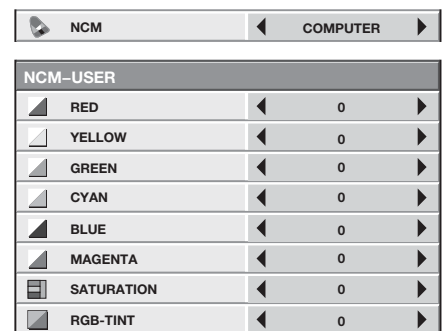 NCM COMPUTER
NCM–USER
RED 0
YELLOW 0
GREEN 0
CYAN 0
BLUE 0
MAGENTA 0
SATURATION 0
RGB-TINT 0